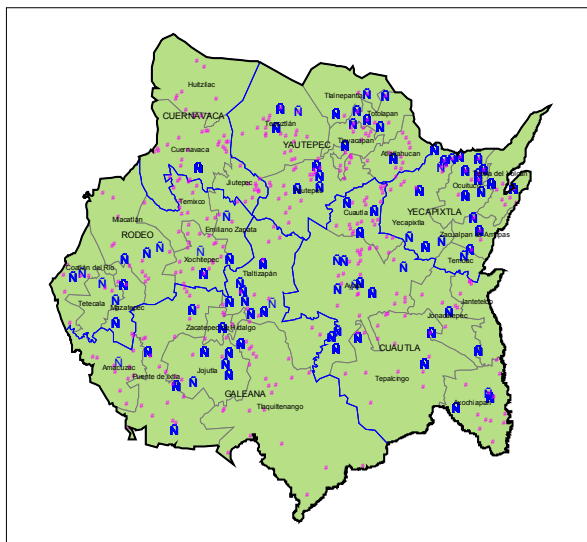 Huitzilac
Tlalnepantla
CUERNAVACA
Totolapan
Tepoztlán
Tlayacapan
YAUTEPEC
Cuernavaca
Atlatlahucan
Jiutepec
Yautepec
Ocuituco
Temixco
Cuautla
YECAPIXTLA
Miacatlán
Yecapixtla
Emiliano Zapata
RODEO
Zacualpan de Amilpas
Xochitepec
Temoac
Coatlán del Río
Tlaltizapán
Ayala
Tetecala
Mazatepec
Jantetelco
Jonacatepec
Zacatepec de Hidalgo
CUAUTLA
Amacuzac
Jojutla
Puente de Ixtla
Tepalcingo
GALEANA
Axochiapan
Tlaquiltenango